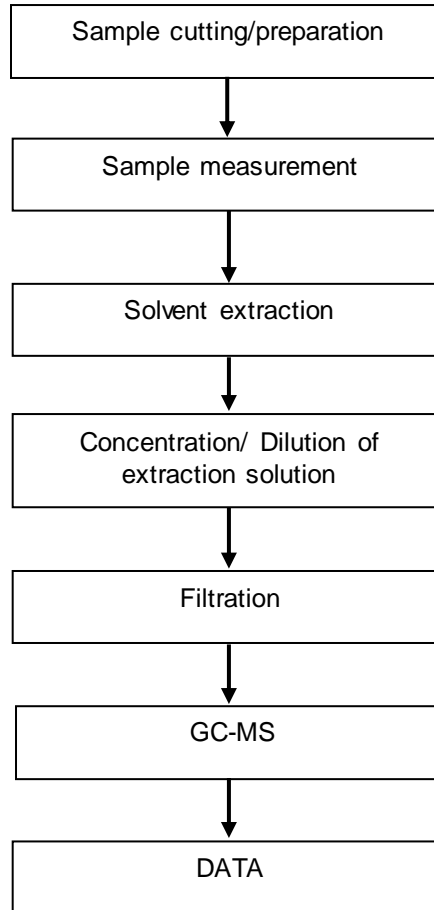 Sample cutting/preparation
Sample measurement
Solvent extraction
Concentration/ Dilution of
extraction solution
Filtration
GC-MS
DATA